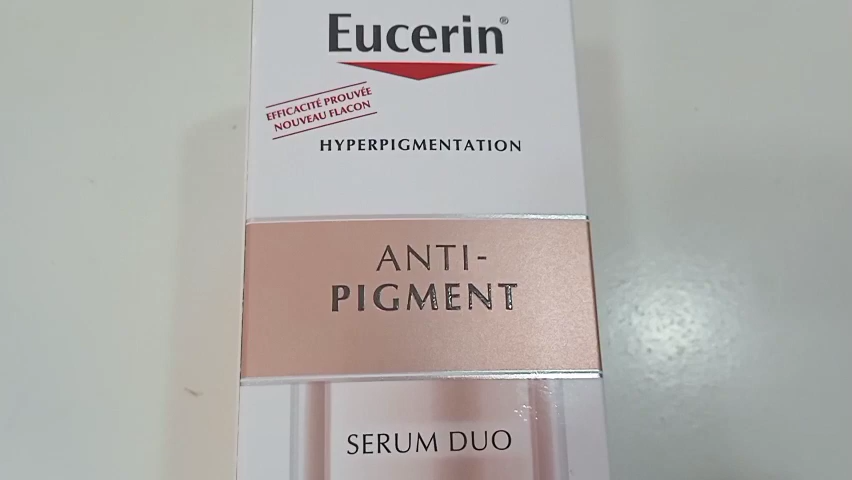 Eucerin®
EFFICACITÉ PROUVÉE
NOUVEAU FLACON
HYPERPIGMENTATION
ANTI-
PIGMENT
SERUM DUO